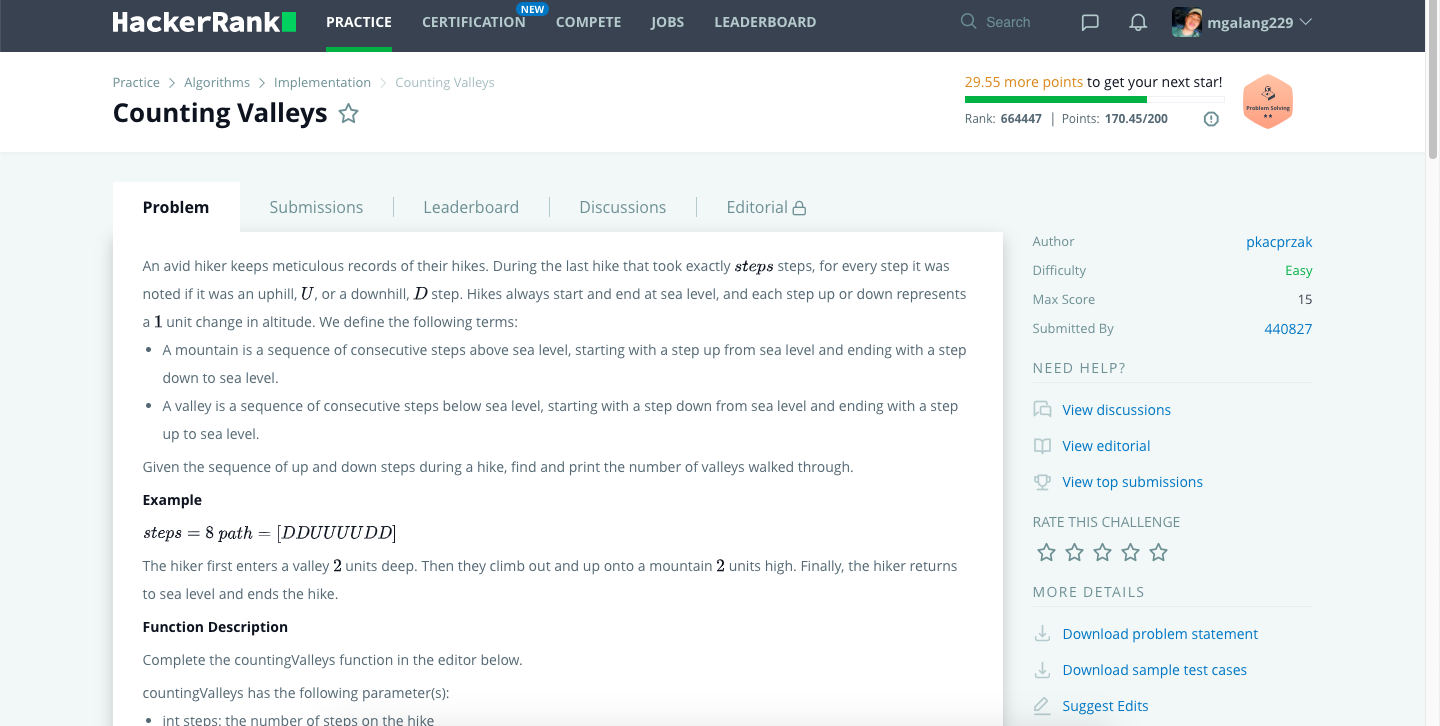 HackerRank PRACTICE CERTIFICATION NEW COMPETE JOBS LEADERBOARD Search mgalang229
Practice > Algorithms > Implementation > Counting Valleys
29.55 more points to get your next star!
Counting Valleys
Rank: 664447 | Points: 170.45/200
Problem Solving
Problem Submissions Leaderboard Discussions Editorial
An avid hiker keeps meticulous records of their hikes. During the last hike that took exactly steps steps, for every step it was
noted if it was an uphill, U, or a downhill, D step. Hikes always start and end at sea level, and each step up or down represents
a 1 unit change in altitude. We define the following terms:
• A mountain is a sequence of consecutive steps above sea level, starting with a step up from sea level and ending with a step
down to sea level.
• A valley is a sequence of consecutive steps below sea level, starting with a step down from sea level and ending with a step
up to sea level.
Given the sequence of up and down steps during a hike, find and print the number of valleys walked through.
Example
steps = 8 path = [DDUUUUDD]
The hiker first enters a valley 2 units deep. Then they climb out and up onto a mountain 2 units high. Finally, the hiker returns
to sea level and ends the hike.
Function Description
Complete the countingValleys function in the editor below.
countingValleys has the following parameter(s):
• int steps: the number of steps on the hike
Author pkacprzak
Difficulty Easy
Max Score 15
Submitted By 440827
NEED HELP?
View discussions
View editorial
View top submissions
RATE THIS CHALLENGE
MORE DETAILS
Download problem statement
Download sample test cases
Suggest Edits